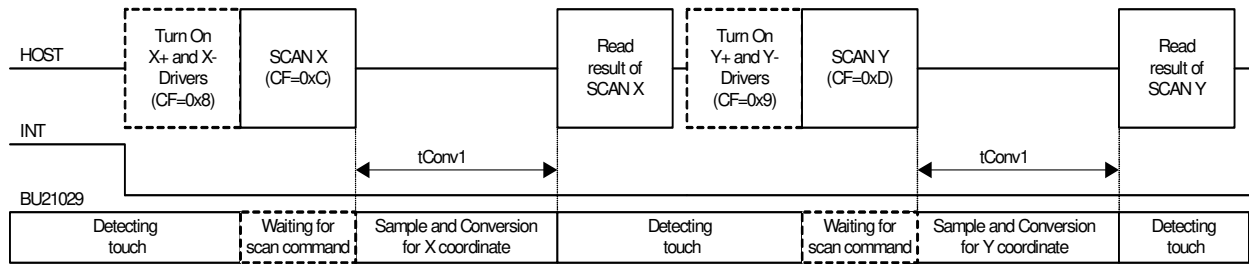 HOST
Turn On
X+ and X-
Drivers
(CF=0x8)
SCAN X
(CF=0xC)
Read
result of
SCAN X
Turn On
Y+ and Y-
Drivers
(CF=0x9)
SCAN Y
(CF=0xD)
Read
result of
SCAN Y
INT
tConv1
tConv1
BU21029
Detecting
touch
Waiting for
scan command
Sample and Conversion
for X coordinate
Detecting
touch
Waiting for
scan command
Sample and Conversion
for Y coordinate
Detecting
touch